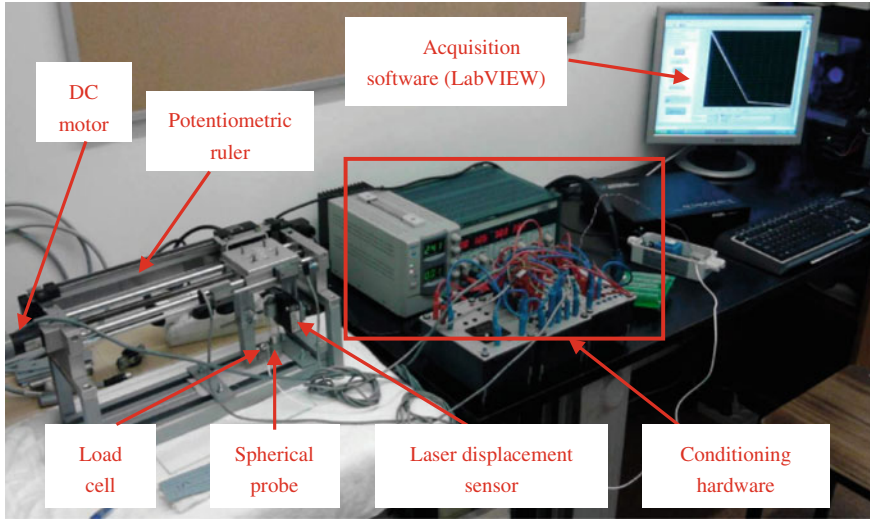 Acquisition
software (LabVIEW)
DC
motor
Potentiometric
ruler
Load
cell
Spherical
probe
Laser displacement
sensor
Conditioning
hardware